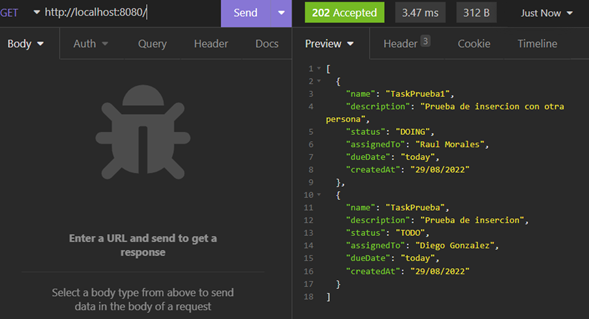 GET http://localhost:8080/ Send 202 Accepted 3.47 ms 312 B Just Now
Body Auth Query Header Docs Preview Header 3 Cookie Timeline
1 [
2 {
3 "name": "TaskPrueba1",
4 "description": "Prueba de insercion con otra
persona",
5 "status": "DOING",
6 "assignedTo": "Raul Morales",
7 "dueDate": "today",
8 "createdAt": "29/08/2022"
9 },
10 {
11 "name": "TaskPrueba",
12 "description": "Prueba de insercion",
13 "status": "TODO",
14 "assignedTo": "Diego Gonzalez",
15 "dueDate": "today",
16 "createdAt": "29/08/2022"
17 }
18 ]
Enter a URL and send to get a
response
Select a body type from above to send
data in the body of a request